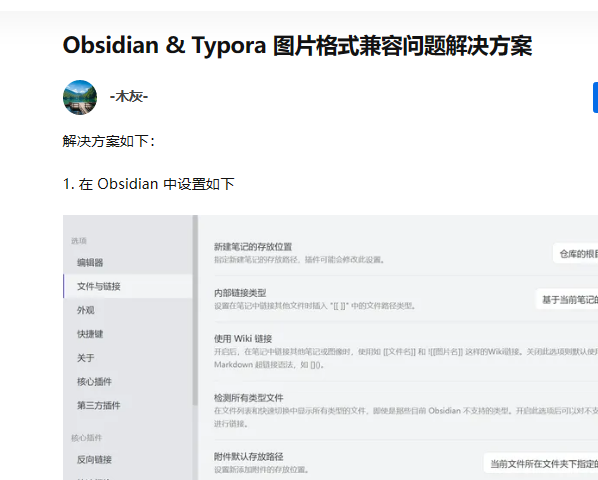 Obsidian & Typora 图片格式兼容问题解决方案
-木灰-
解决方案如下：
1. 在 Obsidian 中设置如下
选项
编辑器
文件与链接
外观
快捷键
关于
核心插件
第三方插件
核心插件
反向链接
新建笔记的存放位置
指定新建笔记的存放路径，插件可能会修改此设置。
仓库的根目
内部链接类型
设置在笔记中链接其他文件时插入 "[[ ]]" 中的文件路径类型。
基于当前笔记的
使用 Wiki 链接
开启后，在笔记中链接其他笔记或图像时，使用如 [[文件名]] 和 ![[图片名]] 这样的Wiki链接。关闭此选项则默认使用
Markdown 超链接语法，如 []()。
检测所有类型文件
在文件列表和快速切换中显示所有类型的文件，即使是那些目前 Obsidian 不支持的类型。开启此选项后可以对不支
进行链接。
附件默认存放路径
设置新添加附件的存放位置。
当前文件所在文件夹下指定的